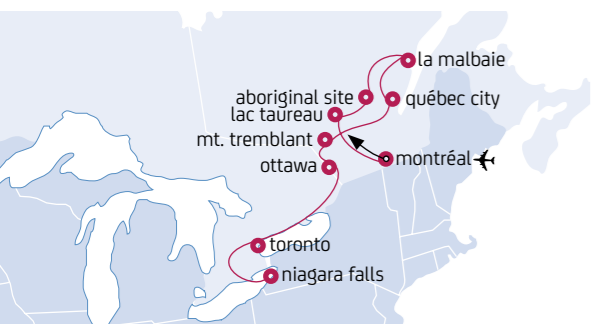 la malbaie
aboriginal site
québec city
lac taureau
mt. tremblant
montréal
ottawa
toronto
niagara falls